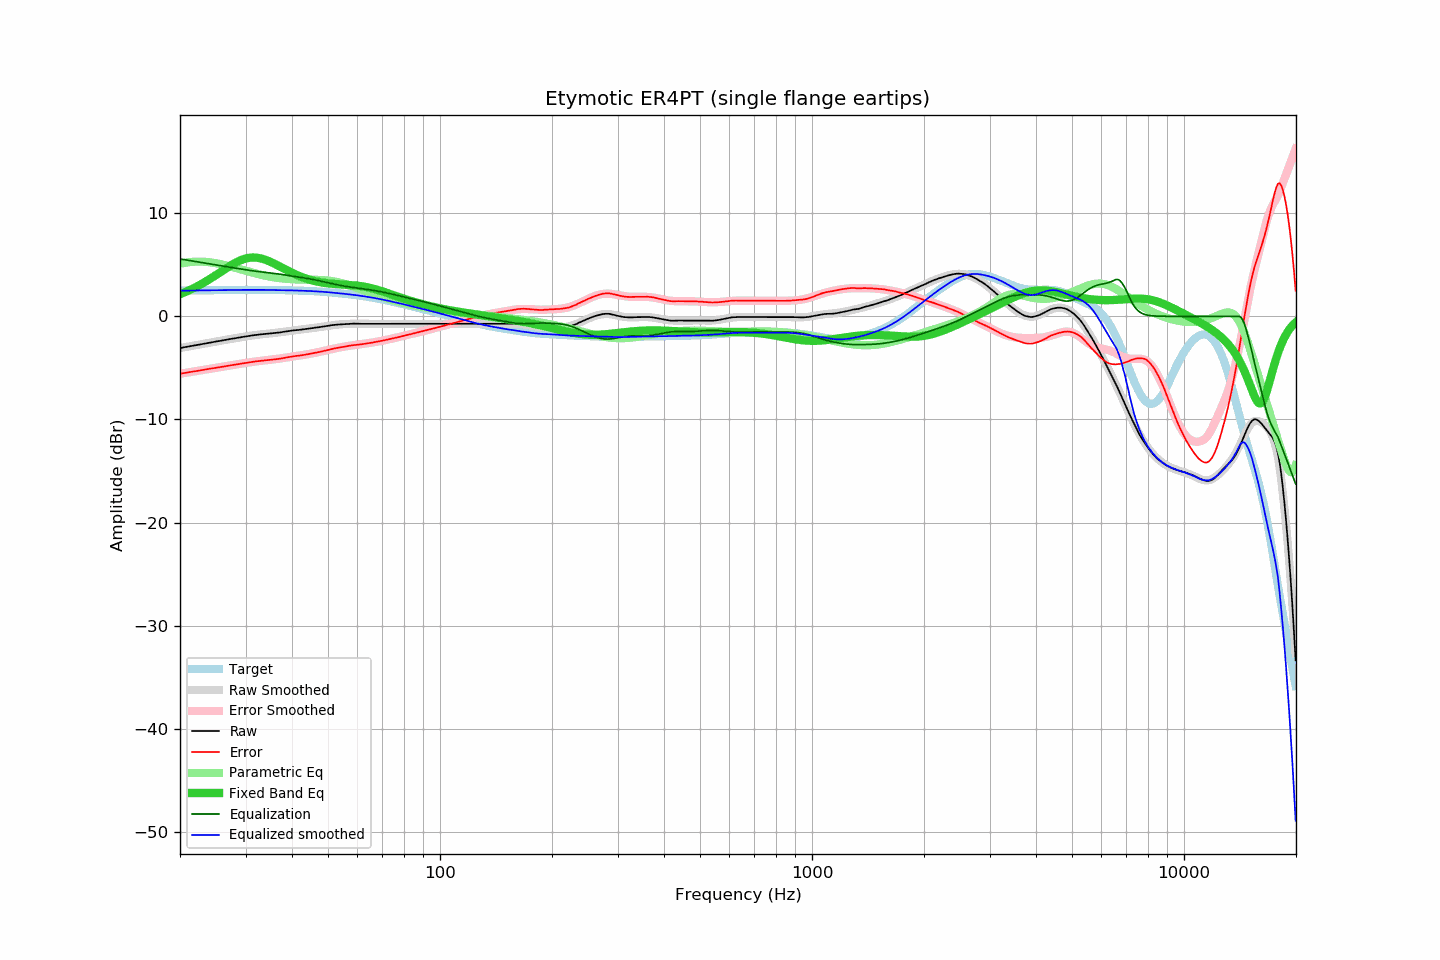 Etymotic ER4PT (single flange eartips)
Amplitude (dBr)
10
0
−10
−20
−30
−40
−50
Target
Raw Smoothed
Error Smoothed
Raw
Error
Parametric Eq
Fixed Band Eq
Equalization
Equalized smoothed
100
1000
10000
Frequency (Hz)